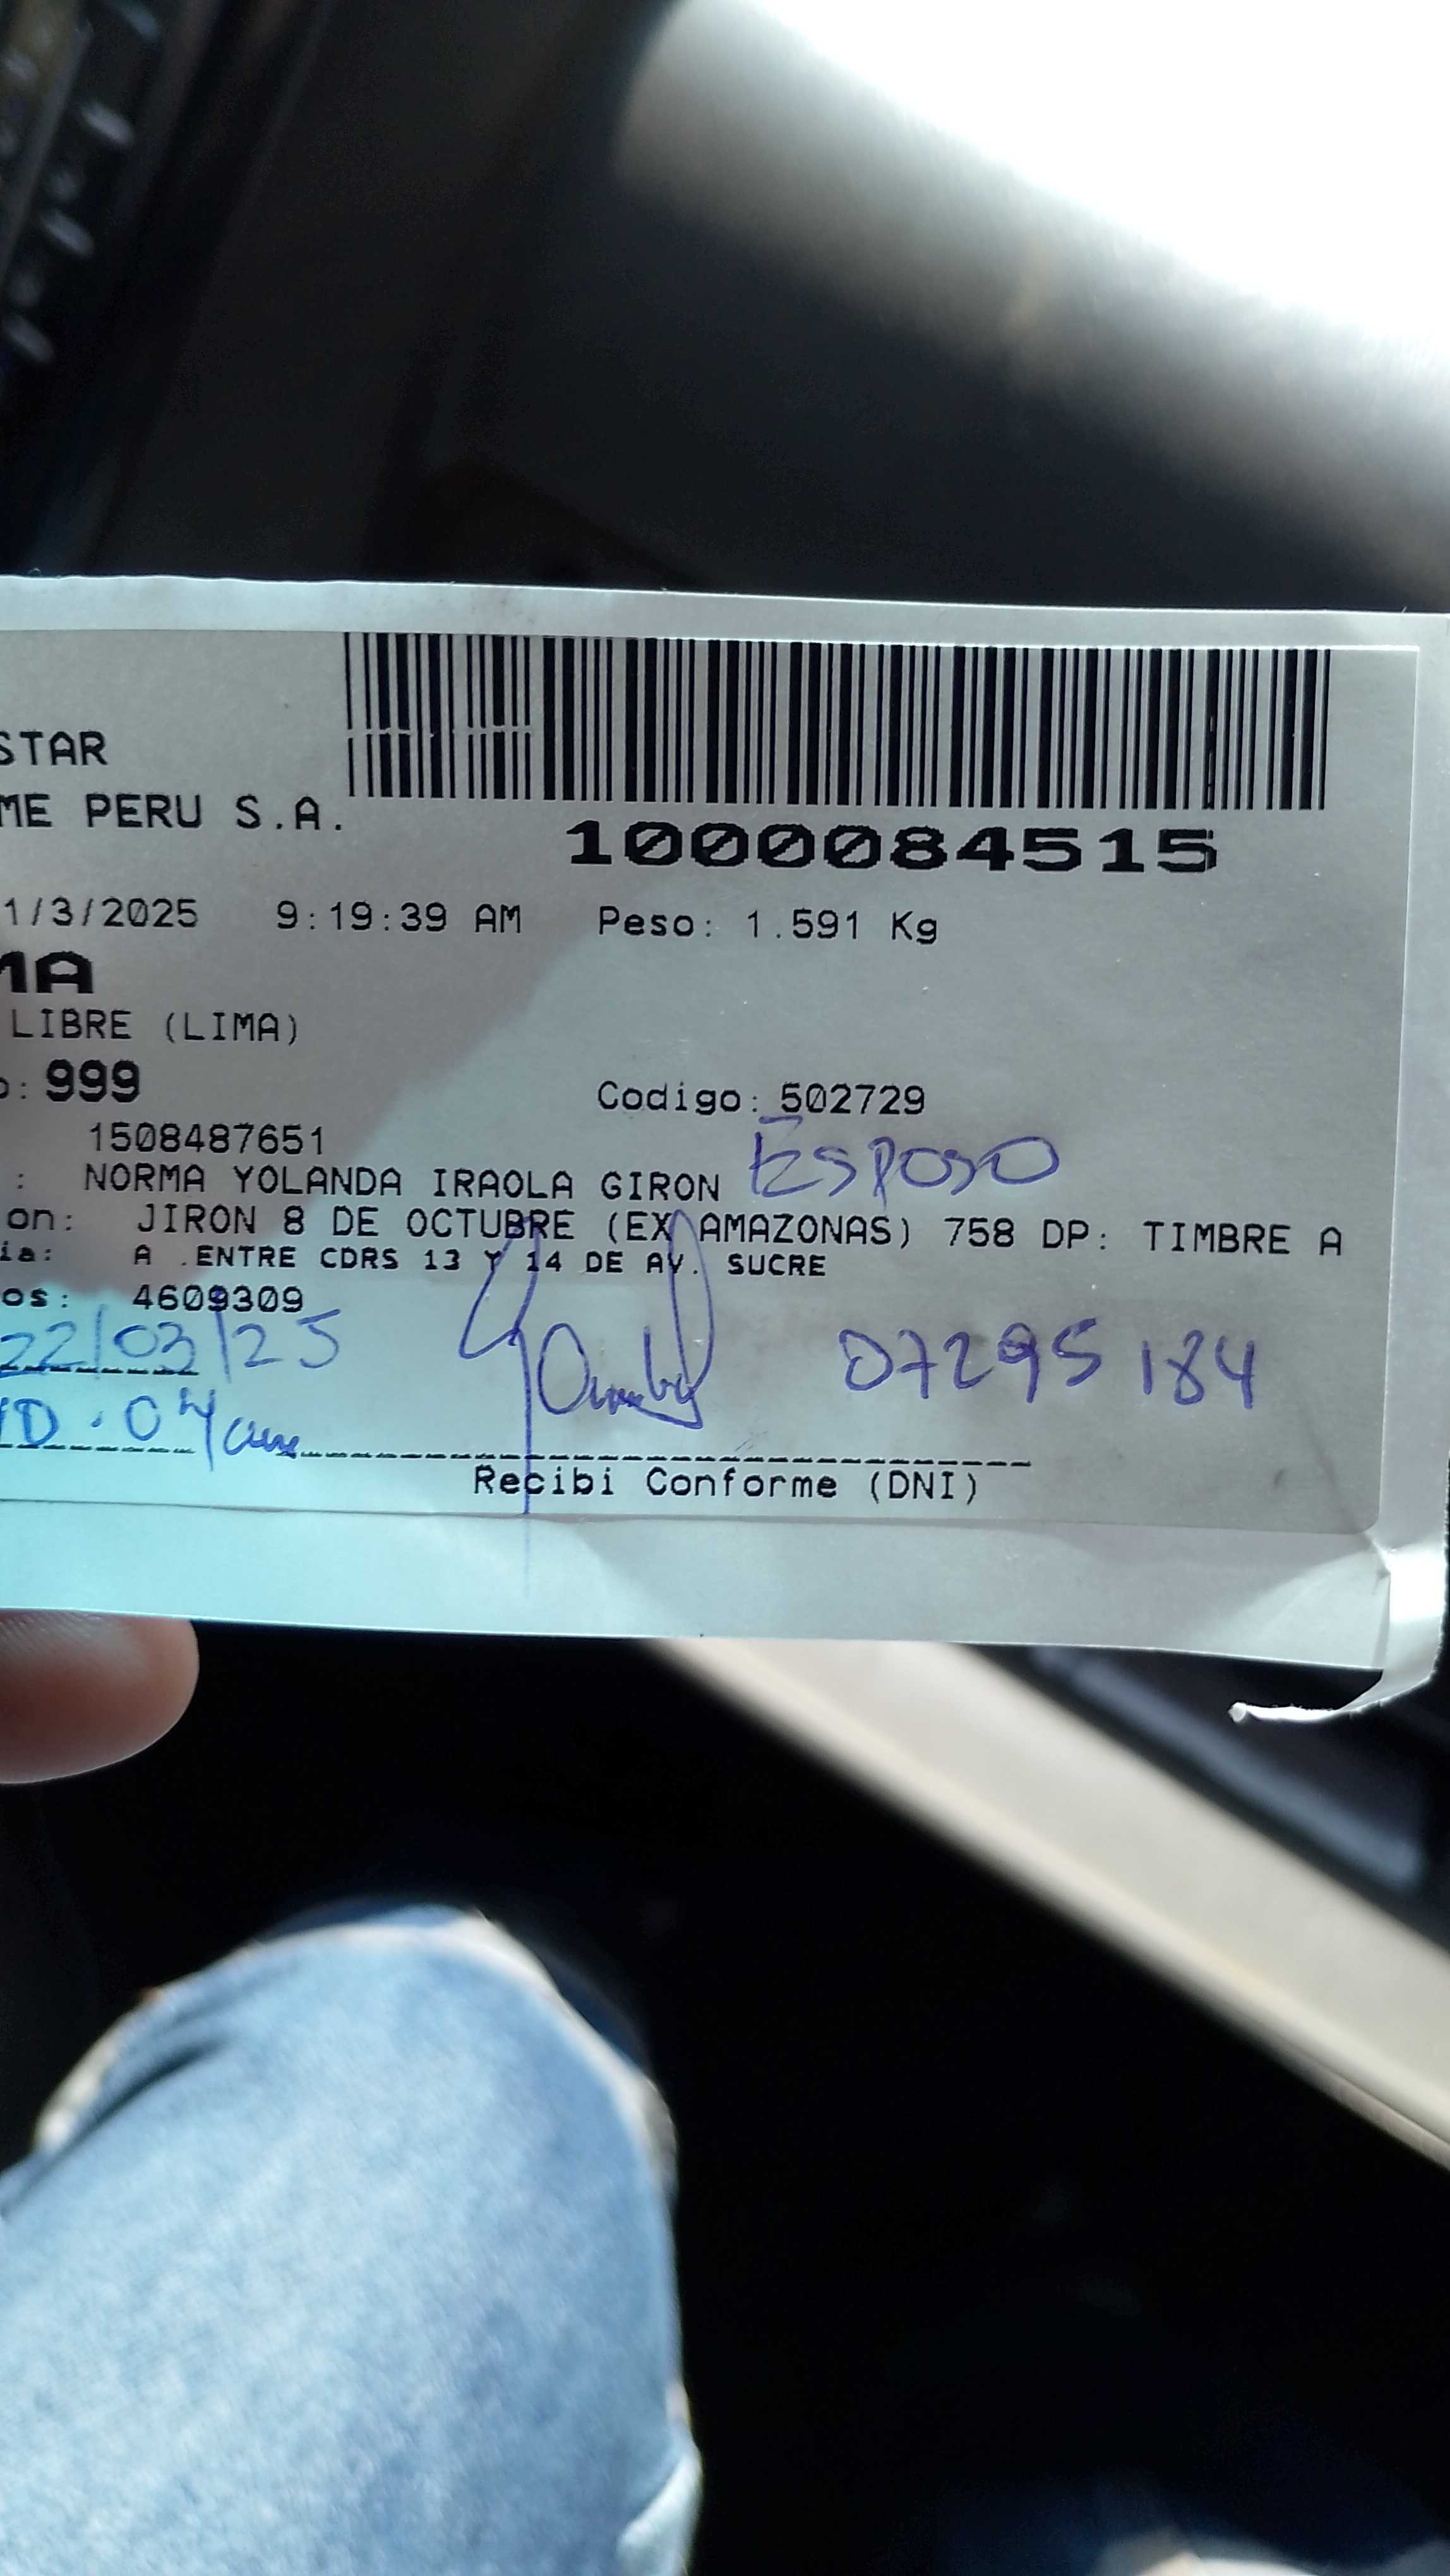 STAR
ME PERU S.A.
1000084515
1/3/2025 9:19:39 AM Peso: 1.591 Kg
MA
LIBRE (LIMA)
o: 999 Codigo: 502729
1508487651
Esposo
: NORMA YOLANDA IRAOLA GIRON
on: JIRON 8 DE OCTUBRE (EX AMAZONAS) 758 DP: TIMBRE A
ia: A .ENTRE CDRS 13 Y 14 DE AV. SUCRE
os: 4609309
22/03/25
07295184
Recibi Conforme (DNI)